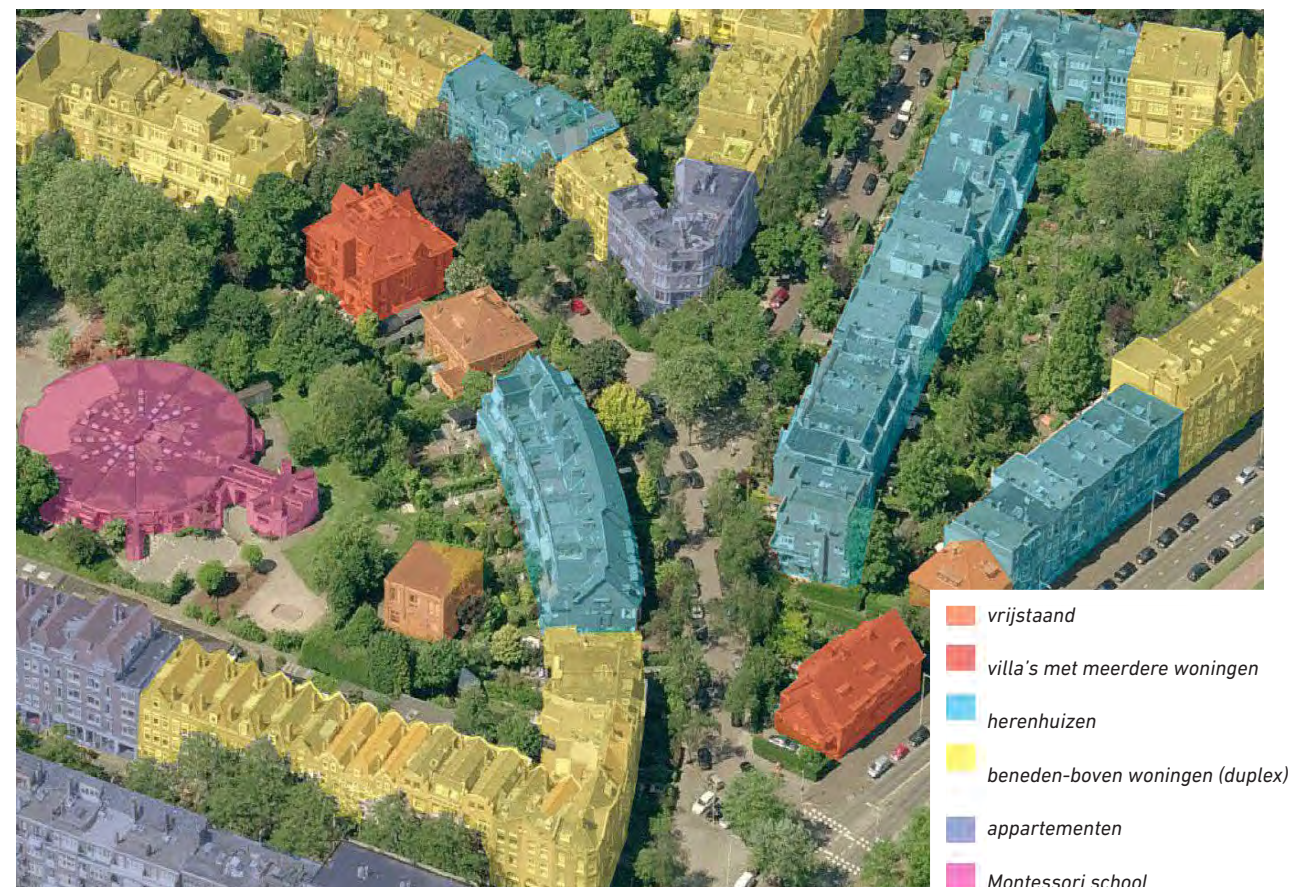 vrijstaand
villa's met meerdere woningen
herenhuizen
beneden-boven woningen (duplex)
appartementen
Montessori school